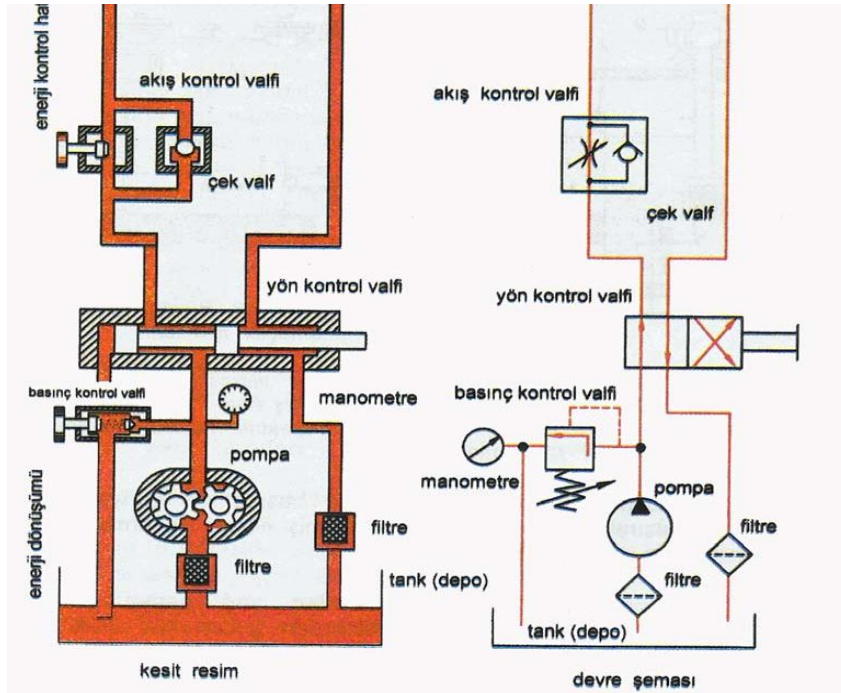 enerji kontrol hat
akış kontrol valfi
çek valf
yön kontrol valfi
basınç kontrol valfi
manometre
pompa
enerji dönüşümü
filtre
filtre
tank (depo)
kesit resim
akış kontrol valfi
çek valf
yön kontrol valfi
basınç kontrol valfi
manometre
pompa
filtre
filtre
tank (depo)
devre şeması